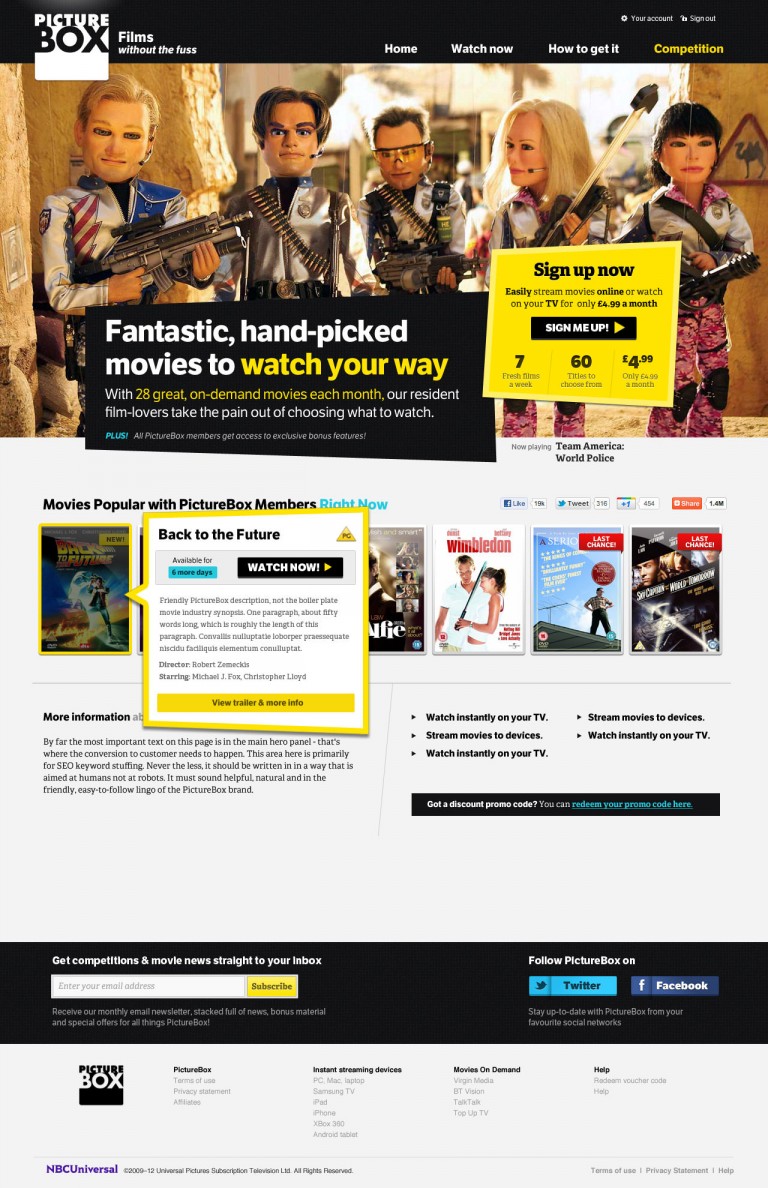 PICTURE
BOX
Films
without the fuss
Your account
Sign out
Home
Watch now
How to get it
Competition
Sign up now
Easily stream movies online or watch
on your TV for only £4.99 a month
SIGN ME UP!
7
Fresh films
a week
60
Titles to
choose from
£4.99
Only £4.99
a month
Fantastic, hand-picked
movies to watch your way
With 28 great, on-demand movies each month, our resident
film-lovers take the pain out of choosing what to watch.
PLUS! All PictureBox members get access to exclusive bonus features!
Now playing Team America:
World Police
Movies Popular with PictureBox Members Right Now
Like 19k
Tweet 316
+1 454
Share 1.4M
NEW!
BACK
TO THE
FUTURE
Back to the Future
PG
Available for
6 more days
WATCH NOW!
Friendly PictureBox description, not the boiler plate
movie industry synopsis. One paragraph, about fifty
words long, which is roughly the length of this
paragraph. Convallis nulluptatie loborper praessequate
niscidu faciliquis elementum conulluptat.
Director: Robert Zemeckis
Starring: Michael J. Fox, Christopher Lloyd
View trailer & more info
lfie
dunst
bettany
wimbledon
A SERIO
LAST
CHANCE!
SKY CAPTAIN
AND THE WORLD OF TOMORROW
LAST
CHANCE!
More information ab
By far the most important text on this page is in the main hero panel - that's
where the conversion to customer needs to happen. This area here is primarily
for SEO keyword stuffing. Never the less, it should be written in in a way that is
aimed at humans not at robots. It must sound helpful, natural and in the
friendly, easy-to-follow lingo of the PictureBox brand.
Watch instantly on your TV.
Stream movies to devices.
Watch instantly on your TV.
Stream movies to devices.
Watch instantly on your TV.
Got a discount promo code? You can redeem your promo code here.
Get competitions & movie news straight to your inbox
Enter your email address
Subscribe
Receive our monthly email newsletter, stacked full of news, bonus material
and special offers for all things PictureBox!
Follow PictureBox on
Twitter
Facebook
Stay up-to-date with PictureBox from your
favourite social networks
PICTURE
BOX
PictureBox
Terms of use
Privacy statement
Affiliates
Instant streaming devices
PC, Mac, laptop
Samsung TV
iPad
iPhone
XBox 360
Android tablet
Movies On Demand
Virgin Media
BT Vision
TalkTalk
Top Up TV
Help
Redeem voucher code
Help
NBCUniversal ©2009–12 Universal Pictures Subscription Television Ltd. All Rights Reserved.
Terms of use | Privacy Statement | Help